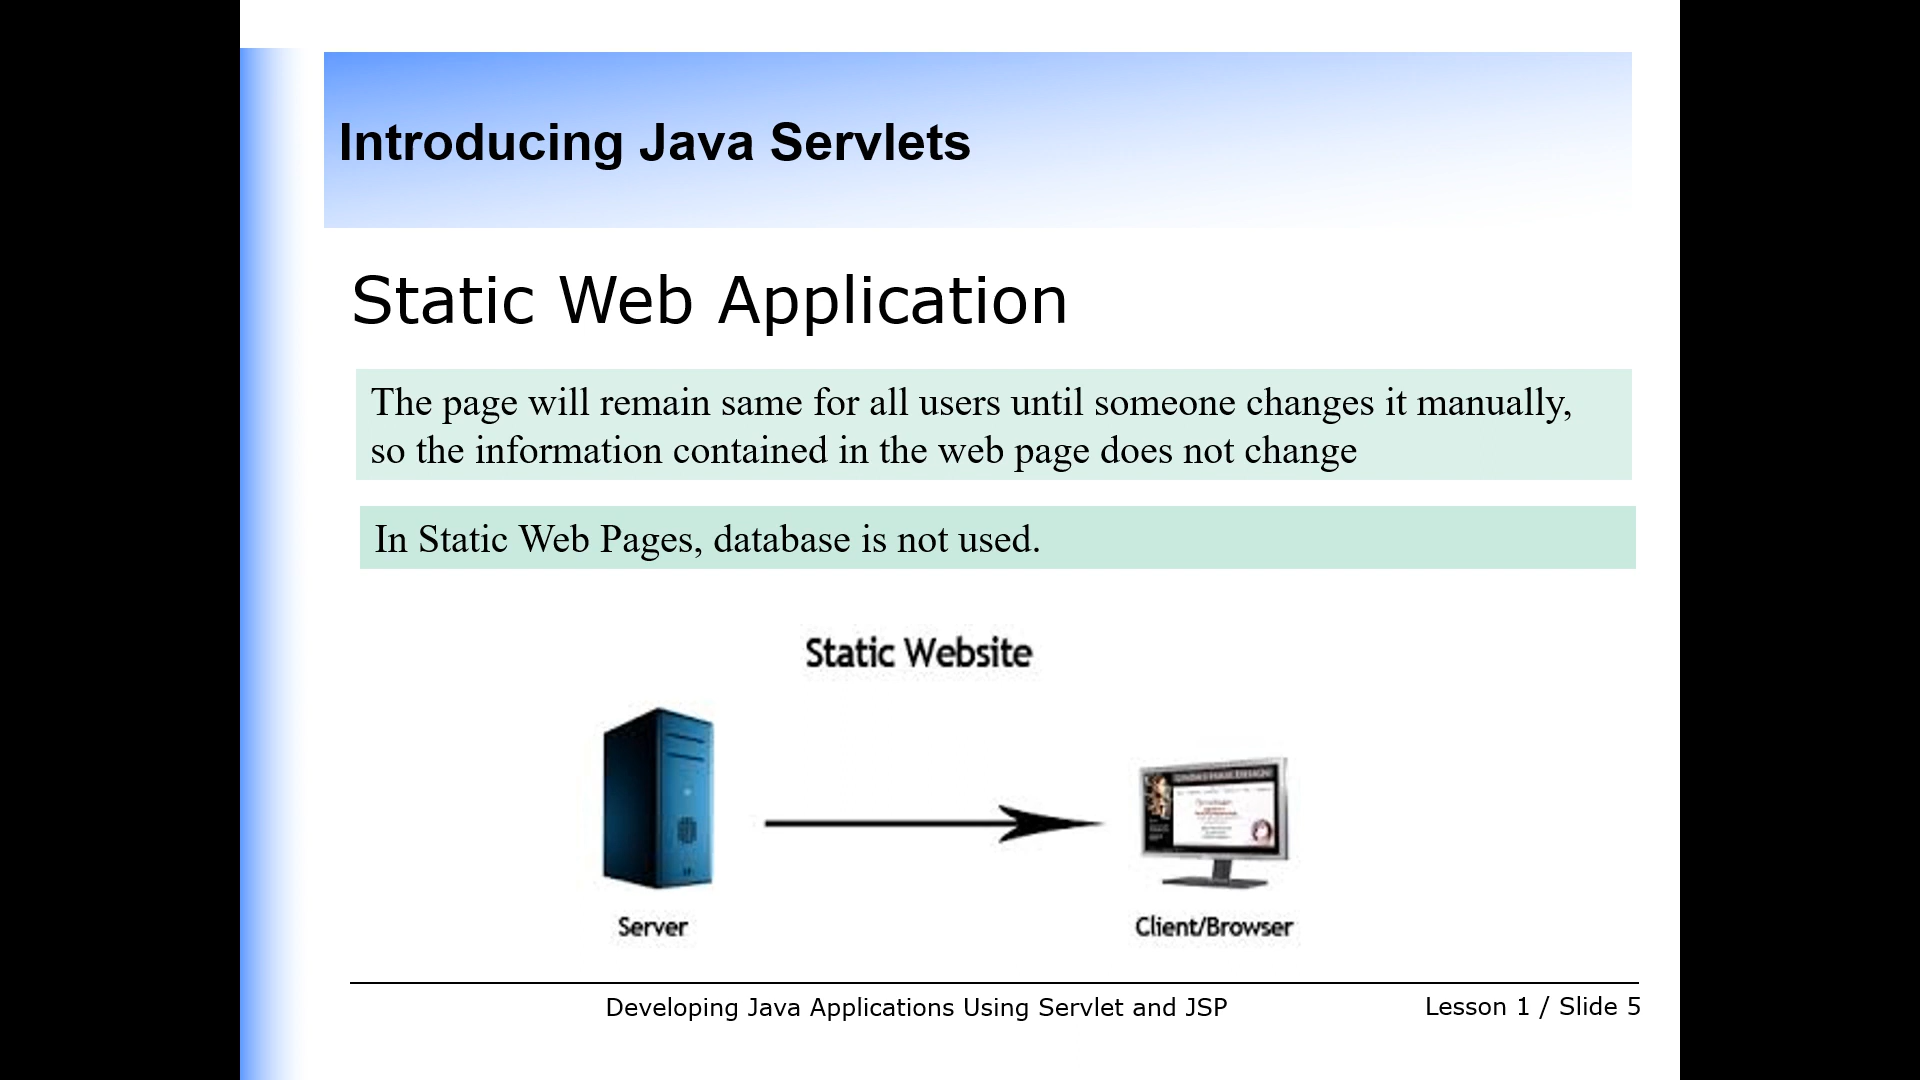 Introducing Java Servlets
Static Web Application
The page will remain same for all users until someone changes it manually,
so the information contained in the web page does not change
In Static Web Pages, database is not used.
Static Website
Server
Client/Browser
Developing Java Applications Using Servlet and JSP
Lesson 1 / Slide 5